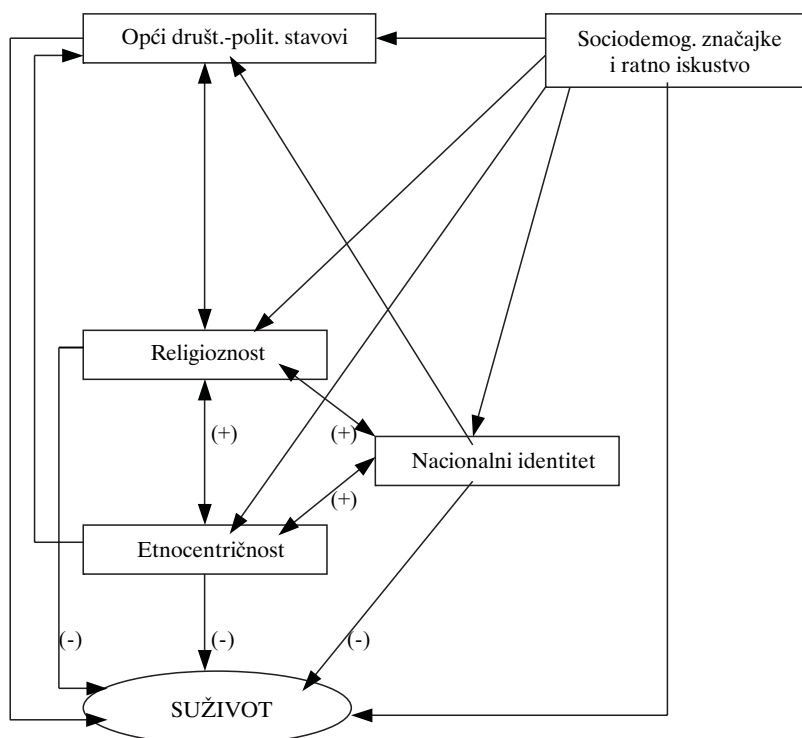 Opći društ.-polit. stavovi
Sociodemog. značajke
i ratno iskustvo
Religioznost
(+)
(+)
Nacionalni identitet
(+)
Etnocentričnost
(-)
(-)
(-)
SUŽIVOT